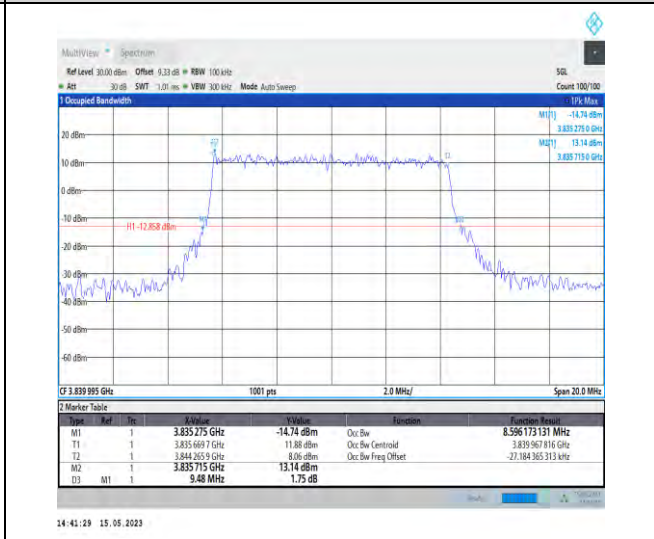 MultiView Spectrum
Ref Level 30.00 dBm Offset 9.33 dB RBW 100 kHz SGL
Att 30 dB SWT 1.01 ms VBW 300 kHz Mode Auto Sweep Count 100/100
1 Occupied Bandwidth 1Pk Max
M1[1] -14.74 dBm
3.835 275 0 GHz
M2[1] 13.14 dBm
3.835 715 0 GHz
20 dBm
10 dBm
0 dBm
-10 dBm
H1 -12.858 dBm
-20 dBm
-30 dBm
-40 dBm
-50 dBm
-60 dBm
CF 3.839 995 GHz 1001 pts 2.0 MHz/ Span 20.0 MHz
2 Marker Table
Type Ref Trc X-Value Y-Value Function Function Result
M1 1 3.835 275 GHz -14.74 dBm Occ Bw 8.596 173 131 MHz
T1 1 3.835 669 7 GHz 11.88 dBm Occ Bw Centroid 3.839 967 816 GHz
T2 1 3.844 265 9 GHz 8.06 dBm Occ Bw Freq Offset -27.184 365 313 kHz
M2 1 3.835 715 GHz 13.14 dBm
D3 M1 1 9.48 MHz 1.75 dB
14:41:29 15.05.2023